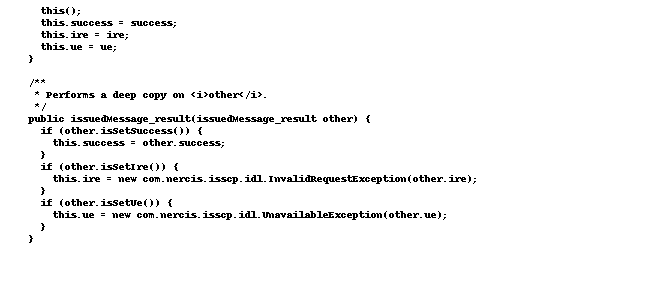 this();
this.success = success;
this.ire = ire;
this.ue = ue;
}
/**
* Performs a deep copy on <i>other</i>.
*/
public issuedMessage_result(issuedMessage_result other) {
if (other.isSetSuccess()) {
this.success = other.success;
}
if (other.isSetIre()) {
this.ire = new com.nercis.isscp.idl.InvalidRequestException(other.ire);
}
if (other.isSetUe()) {
this.ue = new com.nercis.isscp.idl.UnavailableException(other.ue);
}
}